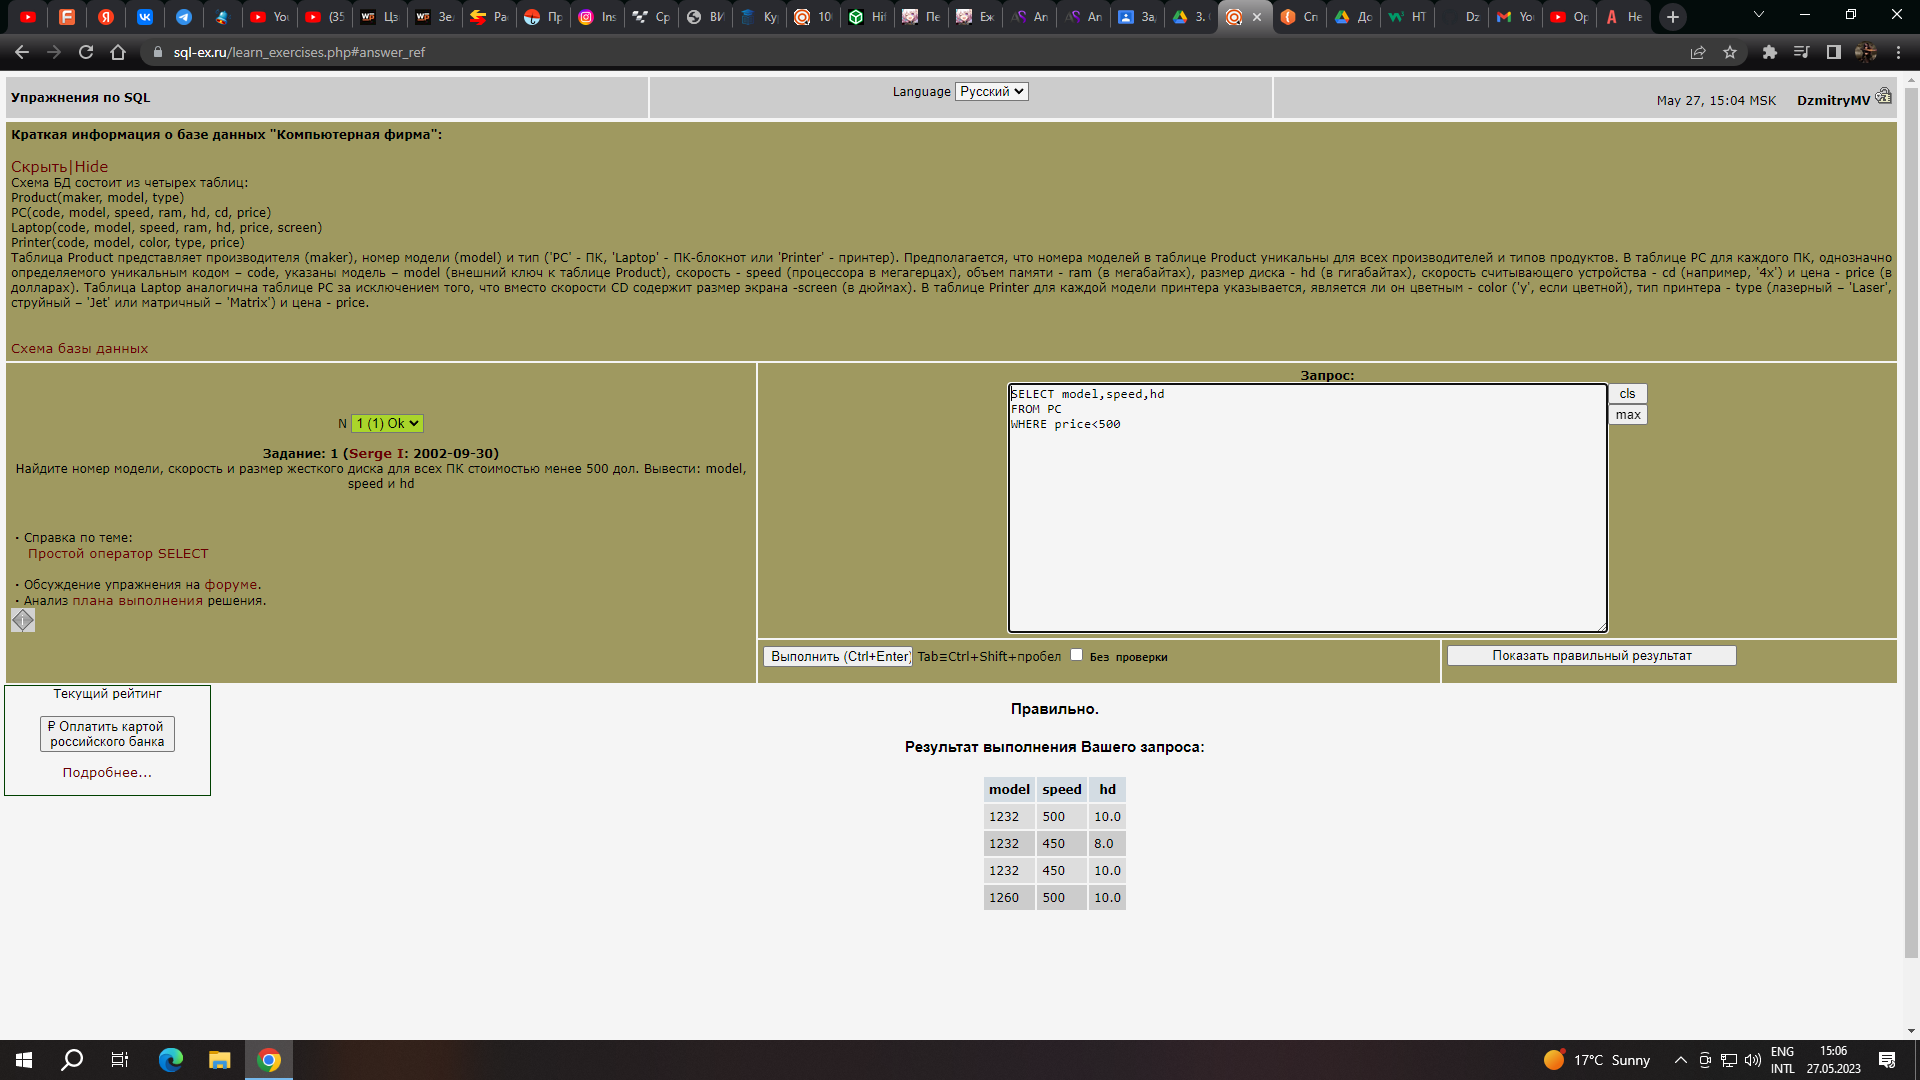 You
(35
Цз
Зе
Ра
Пр
Ins
Ср
ВИ
Ку
10
Hif
Пе
Еж
An
An
За
3.
Сп
До
HT
Dz
Yo
Ор
Не
sql-ex.ru/learn_exercises.php#answer_ref
Упражнения по SQL
Language Русский
May 27, 15:04 MSK DzmitryMV
Краткая информация о базе данных "Компьютерная фирма":
Скрыть|Hide
Схема БД состоит из четырех таблиц:
Product(maker, model, type)
PC(code, model, speed, ram, hd, cd, price)
Laptop(code, model, speed, ram, hd, price, screen)
Printer(code, model, color, type, price)
Таблица Product представляет производителя (maker), номер модели (model) и тип ('PC' - ПК, 'Laptop' - ПК-блокнот или 'Printer' - принтер). Предполагается, что номера моделей в таблице Product уникальны для всех производителей и типов продуктов. В таблице PC для каждого ПК, однозначно
определяемого уникальным кодом – code, указаны модель – model (внешний ключ к таблице Product), скорость - speed (процессора в мегагерцах), объем памяти - ram (в мегабайтах), размер диска - hd (в гигабайтах), скорость считывающего устройства - cd (например, '4x') и цена - price (в
долларах). Таблица Laptop аналогична таблице PC за исключением того, что вместо скорости CD содержит размер экрана -screen (в дюймах). В таблице Printer для каждой модели принтера указывается, является ли он цветным - color ('y', если цветной), тип принтера - type (лазерный – 'Laser',
струйный – 'Jet' или матричный – 'Matrix') и цена - price.
Схема базы данных
N 1 (1) Ok
Задание: 1 (Serge I: 2002-09-30)
Найдите номер модели, скорость и размер жесткого диска для всех ПК стоимостью менее 500 дол. Вывести: model,
speed и hd
· Справка по теме:
Простой оператор SELECT
· Обсуждение упражнения на форуме.
· Анализ плана выполнения решения.
Запрос:
SELECT model,speed,hd
FROM PC
WHERE price<500
cls
max
Выполнить (Ctrl+Enter) Tab≡Ctrl+Shift+пробел Без проверки
Показать правильный результат
Текущий рейтинг
₽ Оплатить картой
российского банка
Подробнее...
Правильно.
Результат выполнения Вашего запроса:
model speed hd
1232 500 10.0
1232 450 8.0
1232 450 10.0
1260 500 10.0
17°C Sunny
ENG
INTL
15:06
27.05.2023